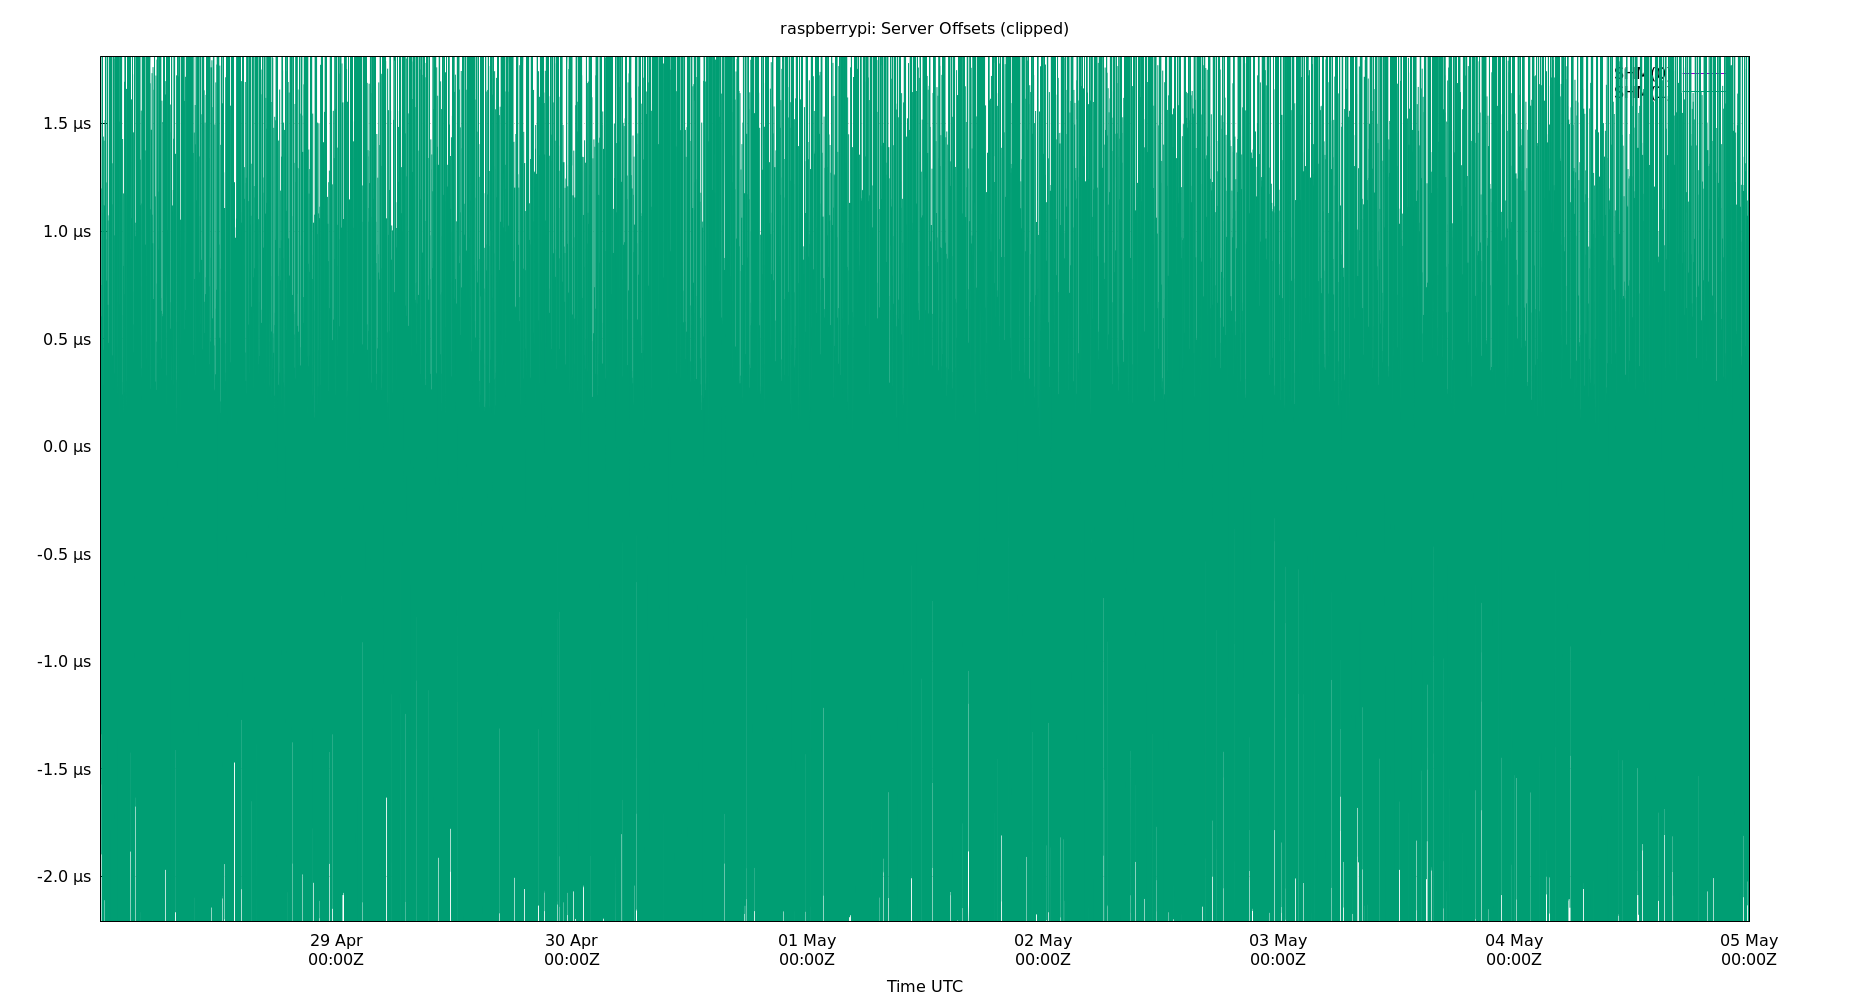 raspberrypi: Server Offsets (clipped)
1.5 µs
1.0 µs
0.5 µs
0.0 µs
-0.5 µs
-1.0 µs
-1.5 µs
-2.0 µs
29 Apr
00:00Z
30 Apr
00:00Z
01 May
00:00Z
02 May
00:00Z
03 May
00:00Z
04 May
00:00Z
05 May
00:00Z
Time UTC